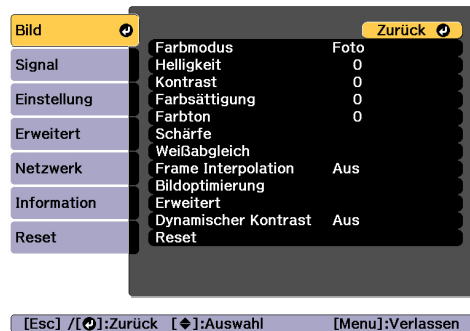 Bild
Signal
Einstellung
Erweitert
Netzwerk
Information
Reset
Zurück
Farbmodus Foto
Helligkeit 0
Kontrast 0
Farbsättigung 0
Farbton 0
Schärfe
Weißabgleich
Frame Interpolation Aus
Bildoptimierung
Erweitert
Dynamischer Kontrast Aus
Reset
[Esc] /[⏎]:Zurück [◆]:Auswahl [Menu]:Verlassen